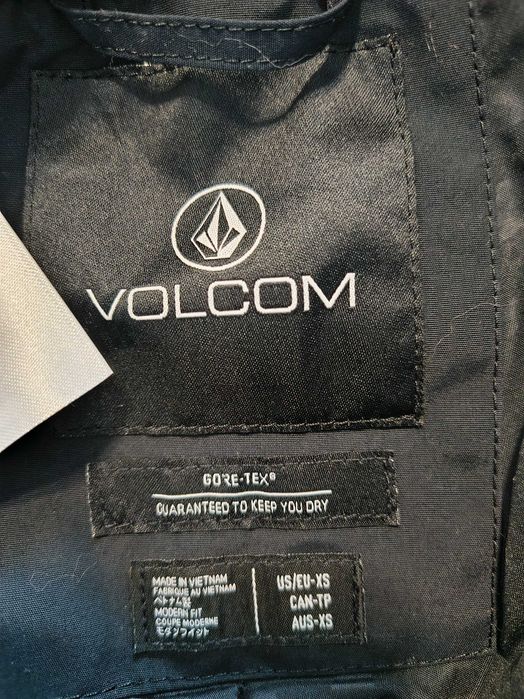 VOLCOM
GORE-TEX®
GUARANTEED TO KEEP YOU DRY
MADE IN VIETNAM
FABRIQUE AU VIETNAM
ベトナム製
MODERN FIT
COUPE MODERNE
モダンフィット
US/EU-XS
CAN-TP
AUS-XS